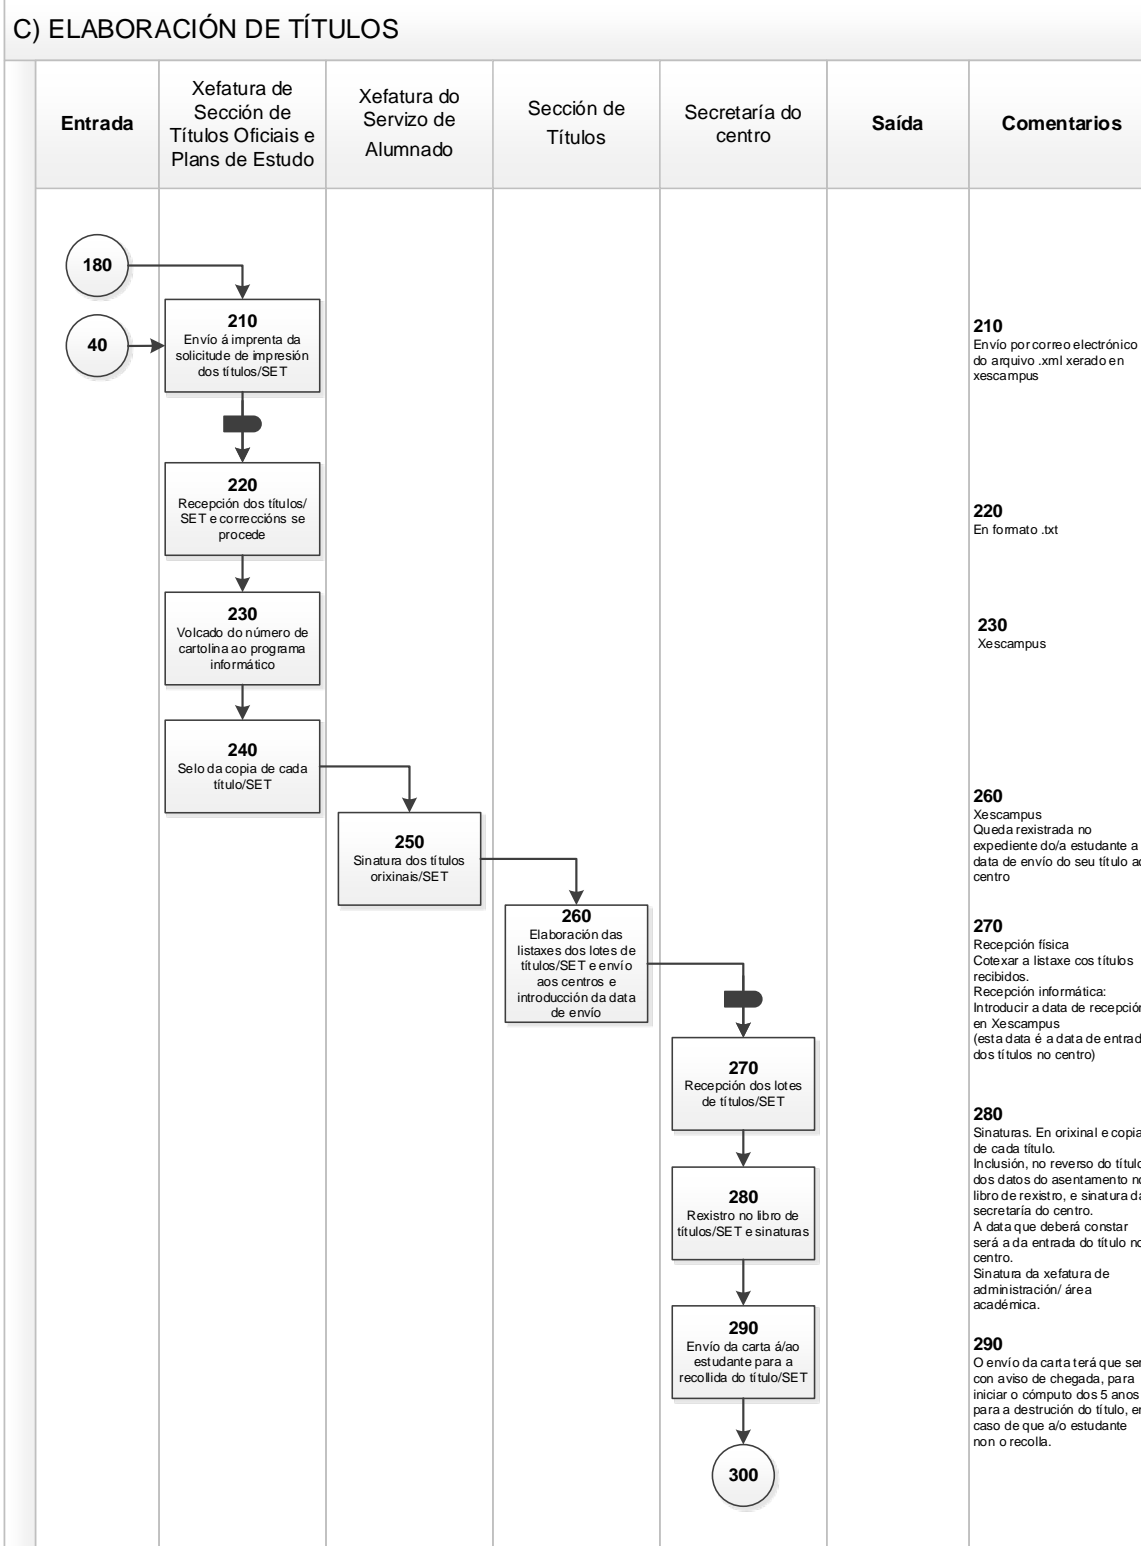 C) ELABORACIÓN DE TÍTULOS
Entrada
Xefatura de
Sección de
Títulos Oficiais e
Plans de Estudo
Xefatura do
Servizo de
Alumnado
Sección de
Títulos
Secretaría do
centro
Saída
Comentarios
180
40
210
Envío á imprenta da
solicitude de impresión
dos títulos/SET
220
Recepción dos títulos/
SET e correccións se
procede
230
Volcado do número de
cartolina ao programa
informático
240
Selo da copia de cada
título/SET
250
Sinatura dos títulos
orixinais/SET
260
Elaboración das
listaxes dos lotes de
títulos/SET e envío
aos centros e
introducción da data
de envío
270
Recepción dos lotes
de títulos/SET
280
Rexistro no libro de
títulos/SET e sinaturas
290
Envío da carta á/ao
estudante para a
recollida do título/SET
300
210
Envío por correo electrónico
do arquivo .xml xerado en
xescampus
220
En formato .txt
230
Xescampus
260
Xescampus
Queda rexistrada no
expediente do/a estudante a
data de envío do seu título
centro
270
Recepción física
Cotexar a listaxe cos títulos
recibidos.
Recepción informática:
Introducir a data de recepción
en Xescampus
(esta data é a data de
dos títulos no centro)
280
Sinaturas. En orixinal e copia
de cada título.
Inclusión, no reverso do título
dos datos do asentamento
libro de rexistro, e sinatura
secretaría do centro.
A data que deberá constar
será a da entrada do título
centro.
Sinatura da xefatura de
administración/ área
académica.
290
O envío da carta terá que
con aviso de chegada, para
iniciar o cómputo dos 5 anos
para a destrución do título,
caso de que a/o estudante
non o recolla.